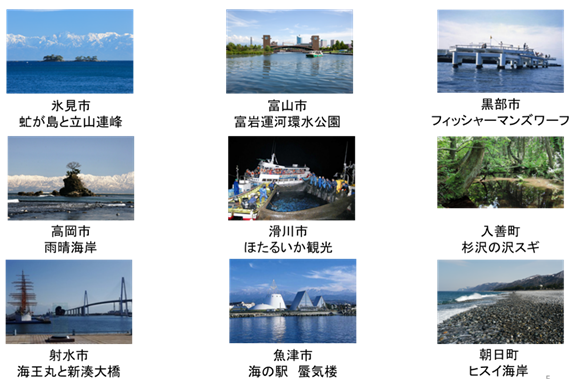 氷見市
虻が島と立山連峰
富山市
富岩運河環水公園
黒部市
フィッシャーマンズワーフ
高岡市
雨晴海岸
滑川市
ほたるいか観光
入善町
杉沢の沢スギ
射水市
海王丸と新湊大橋
魚津市
海の駅 蜃気楼
朝日町
ヒスイ海岸